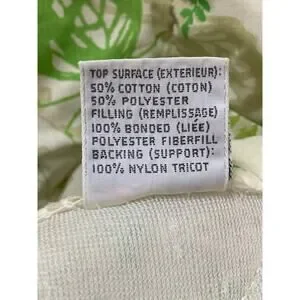 TOP SURFACE (EXTERIEUR):
50% COTTON (COTON)
50% POLYESTER
FILLING (REMPLISSAGE)
100% BONDED (LIÉE)
POLYESTER FIBERFILL
BACKING (SUPPORT):
100% NYLON TRICOT